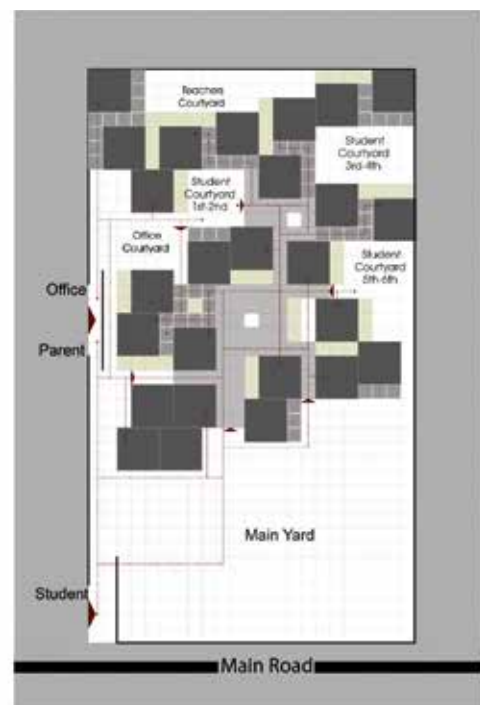 Teachers
Courtyard
Student
Courtyard
3rd-4th
Student
Courtyard
1st-2nd
Office
Courtyard
Student
Courtyard
5th-6th
Office
Parent
Main Yard
Student
Main Road